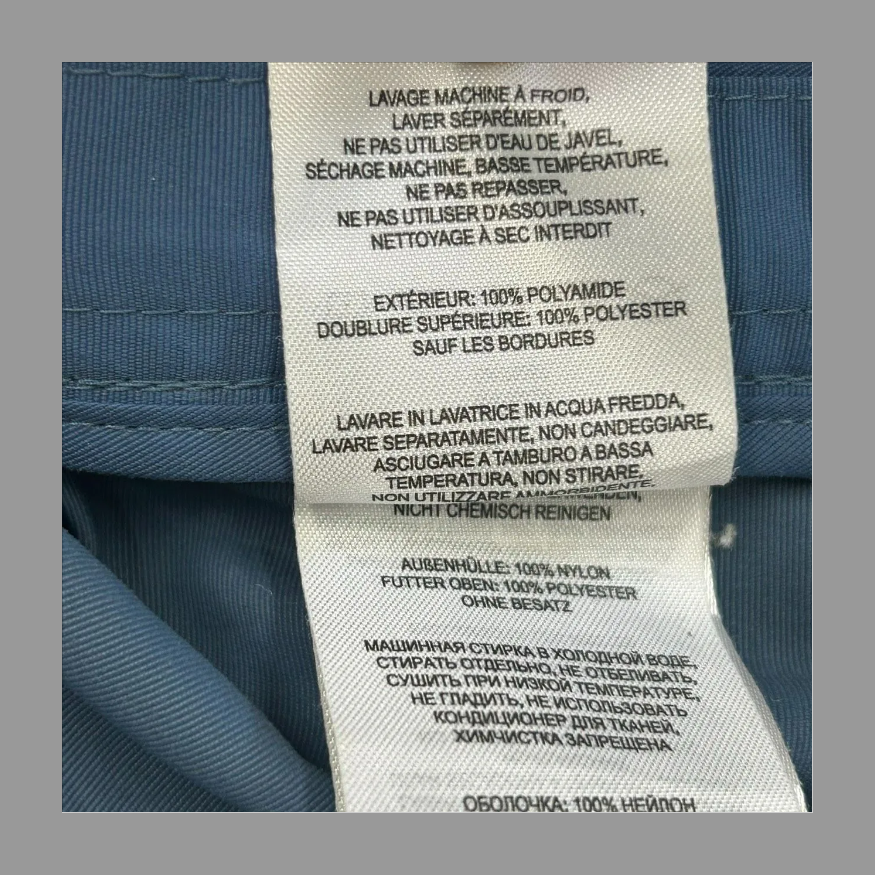 LAVAGE MACHINE À FROID,
LAVER SÉPARÉMENT,
NE PAS UTILISER D'EAU DE JAVEL,
SÉCHAGE MACHINE, BASSE TEMPÉRATURE,
NE PAS REPASSER,
NE PAS UTILISER D'ASSOUPLISSANT,
NETTOYAGE À SEC INTERDIT
EXTÉRIEUR: 100% POLYAMIDE
DOUBLURE SUPÉRIEURE: 100% POLYESTER
SAUF LES BORDURES
LAVARE IN LAVATRICE IN ACQUA FREDDA,
LAVARE SEPARATAMENTE, NON CANDEGGIARE,
ASCIUGARE A TAMBURO A BASSA
TEMPERATURA, NON STIRARE,
NON UTILIZZARE AMMORBIDENTE,
NICHT CHEMISCH REINIGEN
AUßENHÜLLE: 100% NYLON
FUTTER OBEN: 100% POLYESTER
OHNE BESATZ
МАШИННАЯ СТИРКА В ХОЛОДНОЙ ВОДЕ,
СТИРАТЬ ОТДЕЛЬНО, НЕ ОТБЕЛИВАТЬ,
СУШИТЬ ПРИ НИЗКОЙ ТЕМПЕРАТУРЕ,
НЕ ГЛАДИТЬ, НЕ ИСПОЛЬЗОВАТЬ
КОНДИЦИОНЕР ДЛЯ ТКАНЕЙ,
ХИМЧИСТКА ЗАПРЕЩЕНА
ОБОЛОЧКА: 100% НЕЙЛОН